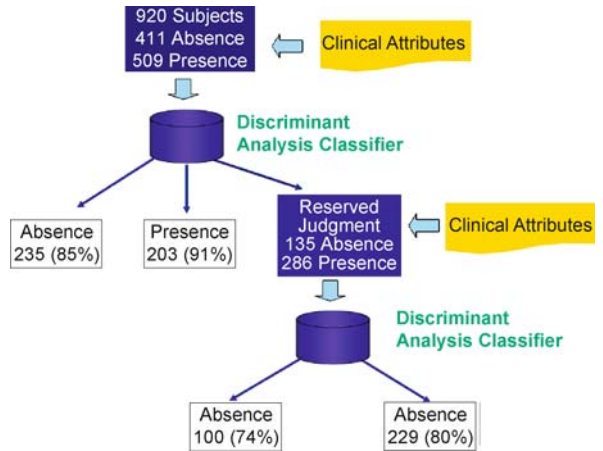 920 Subjects
411 Absence
509 Presence
Clinical Attributes
Discriminant
Analysis Classifier
Absence
235 (85%)
Presence
203 (91%)
Reserved
Judgment
135 Absence
286 Presence
Clinical Attributes
Discriminant
Analysis Classifier
Absence
100 (74%)
Absence
229 (80%)